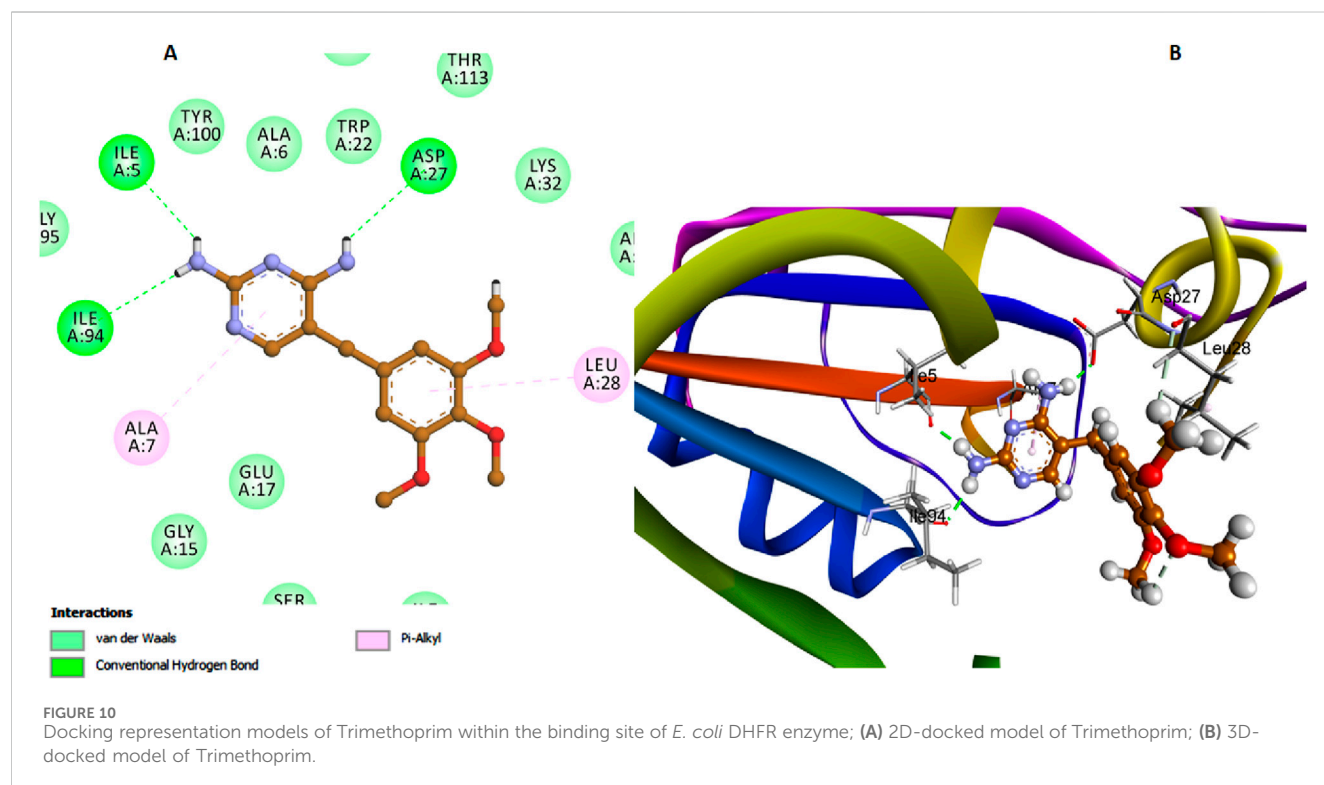 A
B
THR
A:113
TYR
A:100
ALA
A:6
TRP
A:22
ILE
A:5
ASP
A:27
LYS
A:32
LY
95
ILE
A:94
LEU
A:28
ALA
A:7
GLU
A:17
GLY
A:15
SER
Asp27
Leu28
Ile94
Interactions
van der Waals
Pi-Alkyl
Conventional Hydrogen Bond
FIGURE 10
Docking representation models of Trimethoprim within the binding site of E. coli DHFR enzyme; (A) 2D-docked model of Trimethoprim; (B) 3D-
docked model of Trimethoprim.